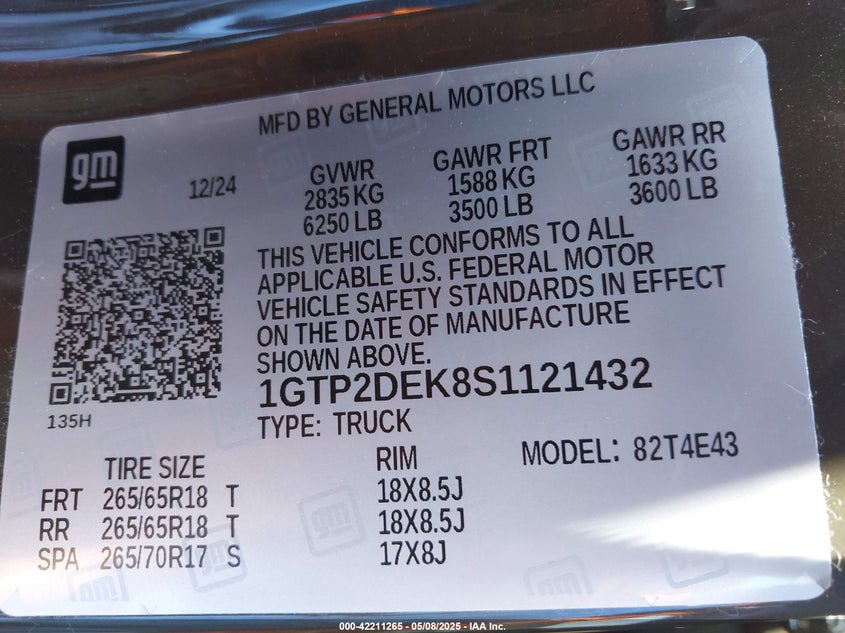 MFD BY GENERAL MOTORS LLC
gm
12/24
GVWR GAWR FRT GAWR RR
2835 KG 1588 KG 1633 KG
6250 LB 3500 LB 3600 LB
THIS VEHICLE CONFORMS TO ALL
APPLICABLE U.S. FEDERAL MOTOR
VEHICLE SAFETY STANDARDS IN EFFECT
ON THE DATE OF MANUFACTURE
SHOWN ABOVE.
1GTP2DEK8S1121432
135H
TYPE: TRUCK
MODEL: 82T4E43
TIRE SIZE RIM
FRT 265/65R18 T 18X8.5J
RR 265/65R18 T 18X8.5J
SPA 265/70R17 S 17X8J
gm
gm
gm
000-42211265 - 05/08/2025 - IAA Inc.